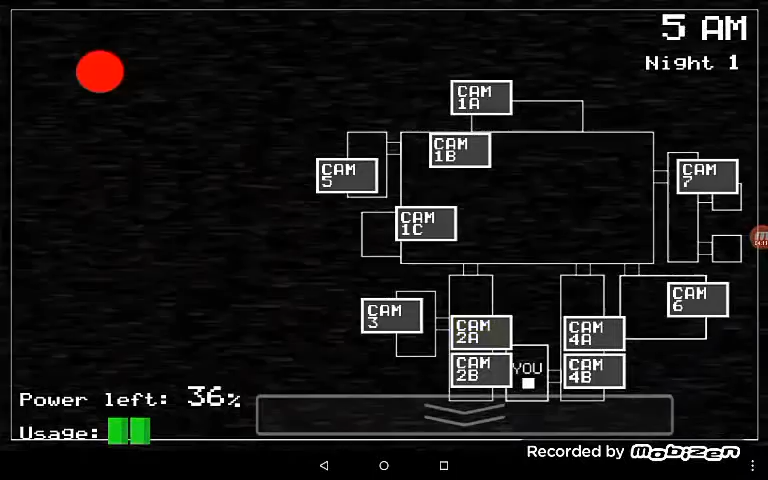 5 AM
Night 1
CAM
1A
CAM
1B
CAM
5
CAM
7
CAM
1C
CAM
6
CAM
3
CAM
2A
CAM
4A
CAM
2B
YOU
CAM
4B
Power left: 36%
Usage:
Recorded by Mobizen